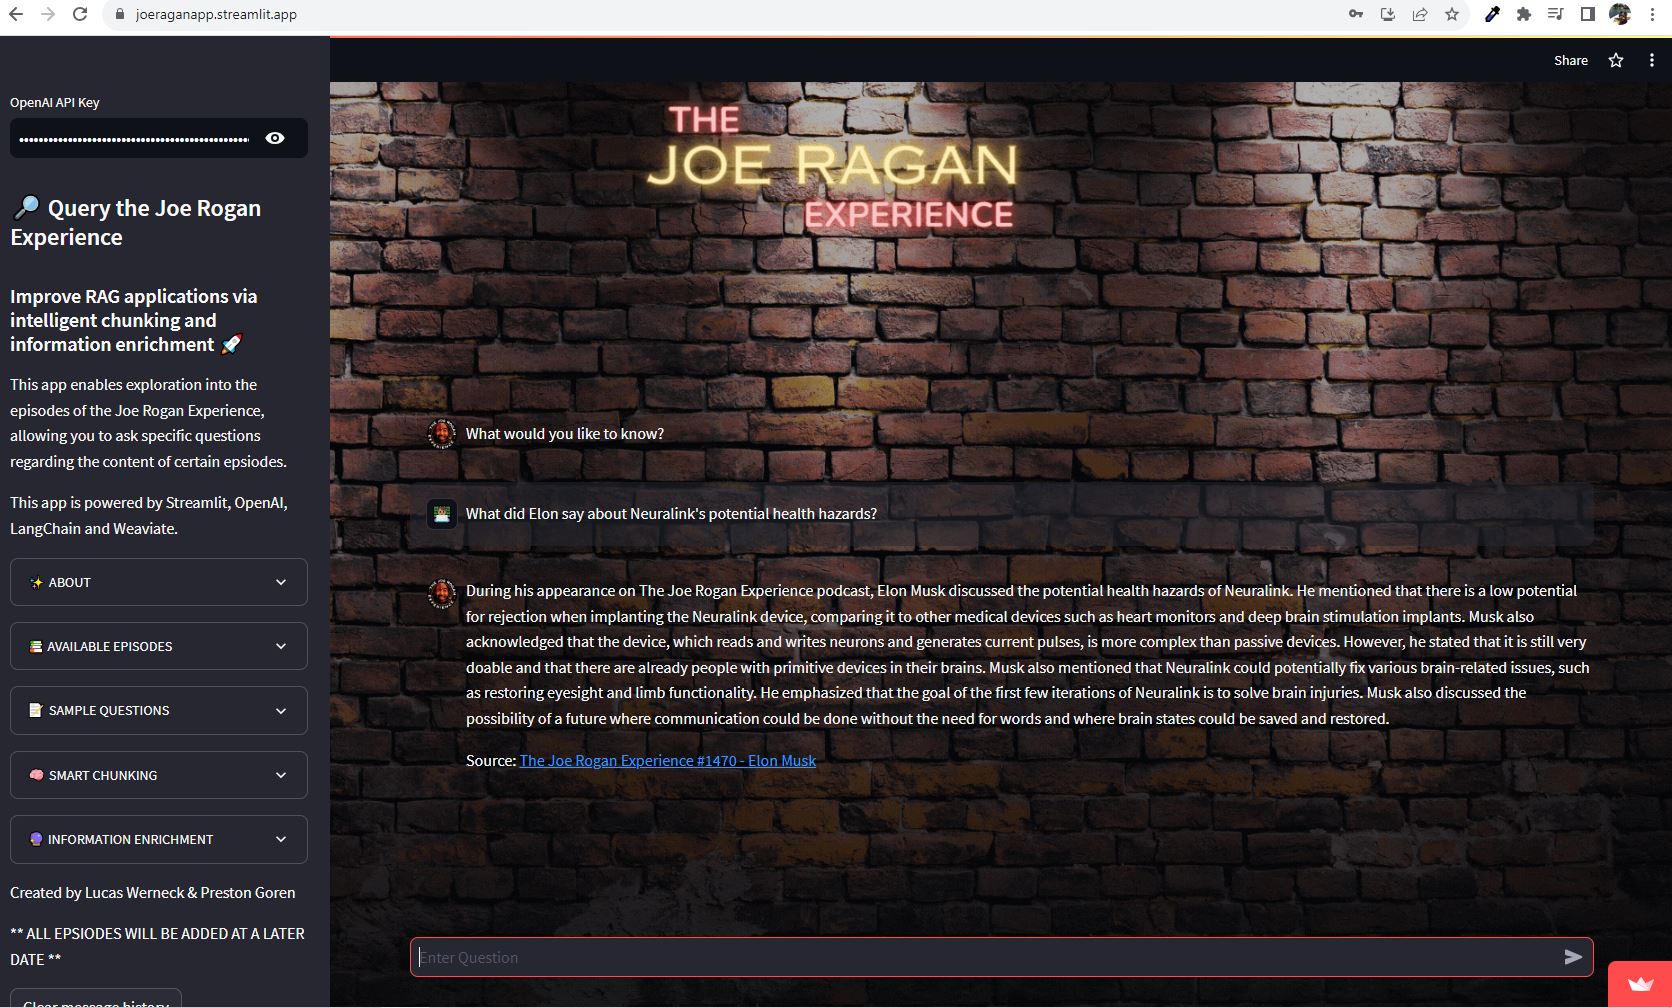 joeraganapp.streamlit.app
Share
OpenAI API Key
Query the Joe Rogan
Experience
Improve RAG applications via
intelligent chunking and
information enrichment
This app enables exploration into the
episodes of the Joe Rogan Experience,
allowing you to ask specific questions
regarding the content of certain epsiodes.
This app is powered by Streamlit, OpenAI,
LangChain and Weaviate.
ABOUT
AVAILABLE EPISODES
SAMPLE QUESTIONS
SMART CHUNKING
INFORMATION ENRICHMENT
Created by Lucas Werneck & Preston Goren
** ALL EPSIODES WILL BE ADDED AT A LATER
DATE **
Clear message history
THE
JOE RAGAN
EXPERIENCE
What would you like to know?
What did Elon say about Neuralink's potential health hazards?
During his appearance on The Joe Rogan Experience podcast, Elon Musk discussed the potential health hazards of Neuralink. He mentioned that there is a low potential
for rejection when implanting the Neuralink device, comparing it to other medical devices such as heart monitors and deep brain stimulation implants. Musk also
acknowledged that the device, which reads and writes neurons and generates current pulses, is more complex than passive devices. However, he stated that it is still very
doable and that there are already people with primitive devices in their brains. Musk also mentioned that Neuralink could potentially fix various brain-related issues, such
as restoring eyesight and limb functionality. He emphasized that the goal of the first few iterations of Neuralink is to solve brain injuries. Musk also discussed the
possibility of a future where communication could be done without the need for words and where brain states could be saved and restored.
Source: The Joe Rogan Experience #1470 - Elon Musk
Enter Question